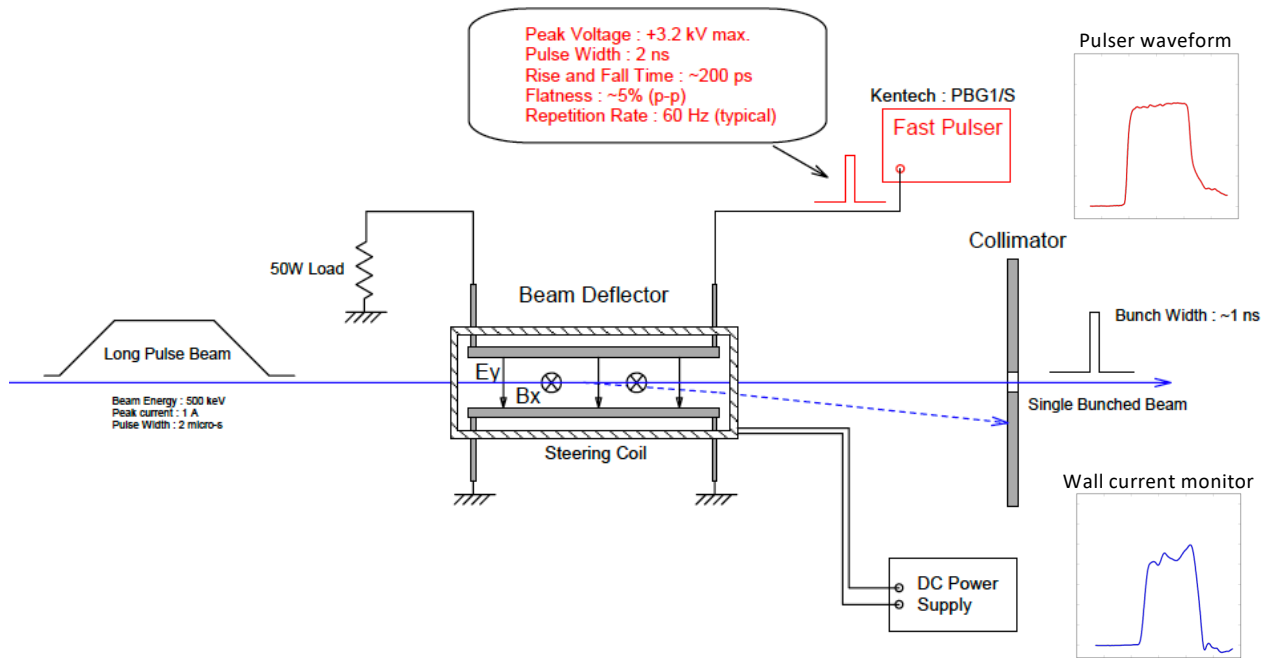 Peak Voltage : +3.2 kV max.
Pulse Width : 2 ns
Rise and Fall Time : ~200 ps
Flatness : ~5% (p-p)
Repetition Rate : 60 Hz (typical)
Pulser waveform
Kentech : PBG1/S
Fast Pulser
50W Load
Beam Deflector
Collimator
Long Pulse Beam
Beam Energy : 500 keV
Peak current : 1 A
Pulse Width : 2 micro-s
Ey
Bx
Steering Coil
Bunch Width : ~1 ns
Single Bunched Beam
Wall current monitor
DC Power
Supply